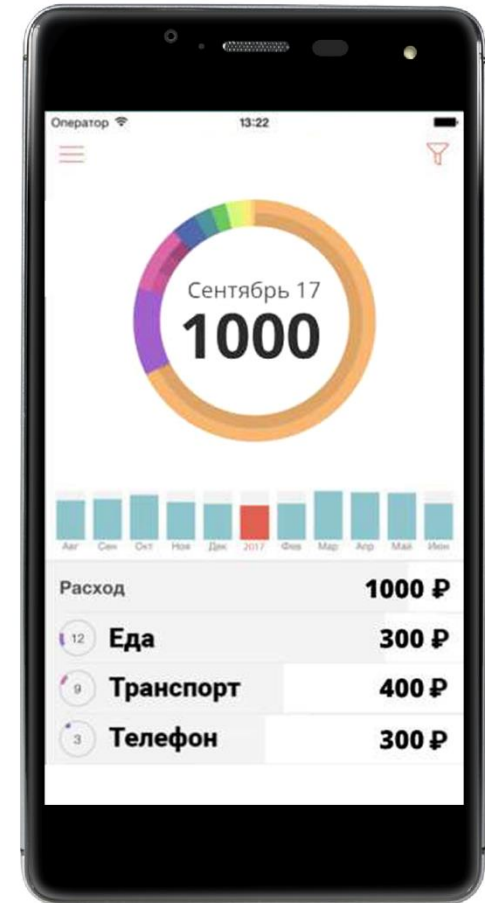 Оператор 13:22
Сентябрь 17
1000
Авг Сен Окт Ноя Дек 2017 Фев Мар Апр Май Июн
Расход 1000 ₽
12 Еда 300 ₽
9 Транспорт 400 ₽
3 Телефон 300 ₽